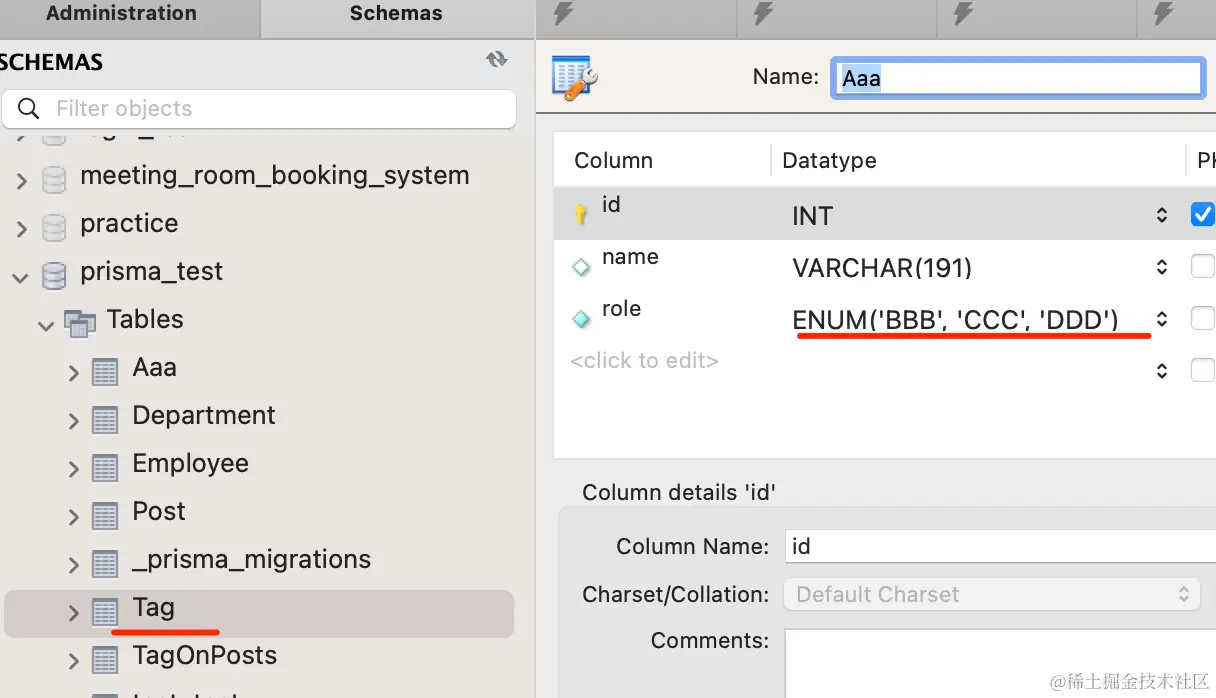 Administration
Schemas
SCHEMAS
Filter objects
meeting_room_booking_system
practice
prisma_test
Tables
Aaa
Department
Employee
Post
_prisma_migrations
Tag
TagOnPosts
Name:
Aaa
Column
Datatype
id
INT
name
VARCHAR(191)
role
ENUM('BBB', 'CCC', 'DDD')
<click to edit>
Column details 'id'
Column Name:
id
Charset/Collation:
Default Charset
Comments:
@稀土掘金技术社区